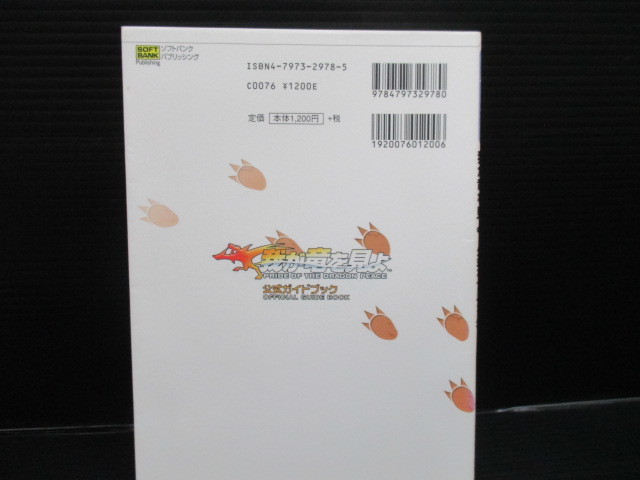 SOFT BANK Publishing
ソフトバンク
パブリッシング
ISBN4-7973-2978-5
C0076 ¥1200E
定価 本体1,200円 +税
9784797329780
1920076012006
我が竜を見よ
PRIDE OF THE DRAGON PEACE
公式ガイドブック
OFFICIAL GUIDE BOOK